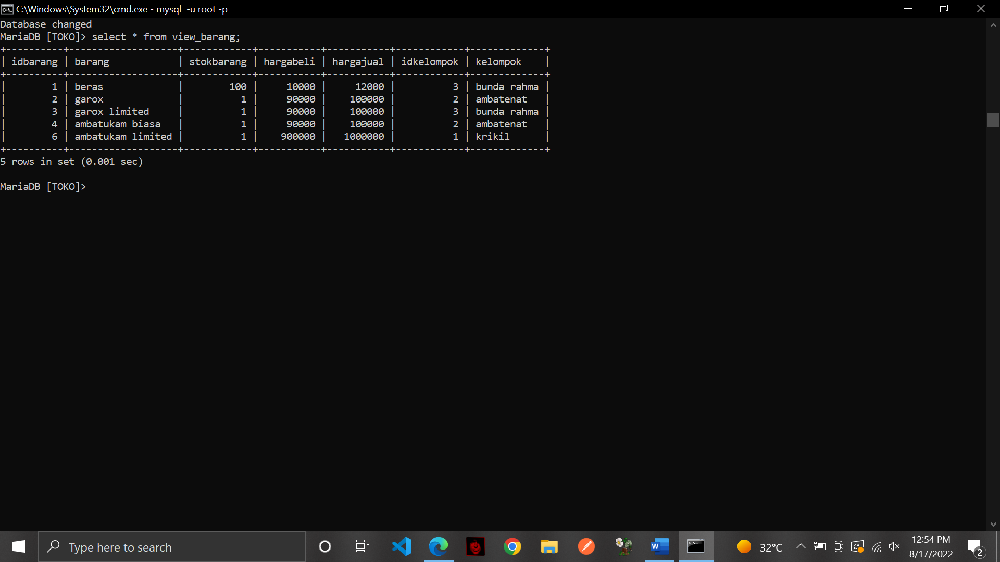 C:\Windows\System32\cmd.exe - mysql  -u root -p
Database changed
MariaDB [TOKO]> select * from view_barang;
+----------+-------------------+------------+-----------+-----------+------------+-------------+
| idbarang | barang            | stokbarang | hargabeli | hargajual | idkelompok | kelompok    |
+----------+-------------------+------------+-----------+-----------+------------+-------------+
|        1 | beras             |        100 |     10000 |     12000 |          3 | bunda rahma |
|        2 | garox             |          1 |     90000 |    100000 |          2 | ambatenat   |
|        3 | garox limited     |          1 |     90000 |    100000 |          3 | bunda rahma |
|        4 | ambatukam biasa   |          1 |     90000 |    100000 |          2 | ambatenat   |
|        6 | ambatukam limited |          1 |    900000 |   1000000 |          1 | krikil      |
+----------+-------------------+------------+-----------+-----------+------------+-------------+
5 rows in set (0.001 sec)
MariaDB [TOKO]>
Type here to search
32°C
12:54 PM
8/17/2022
2